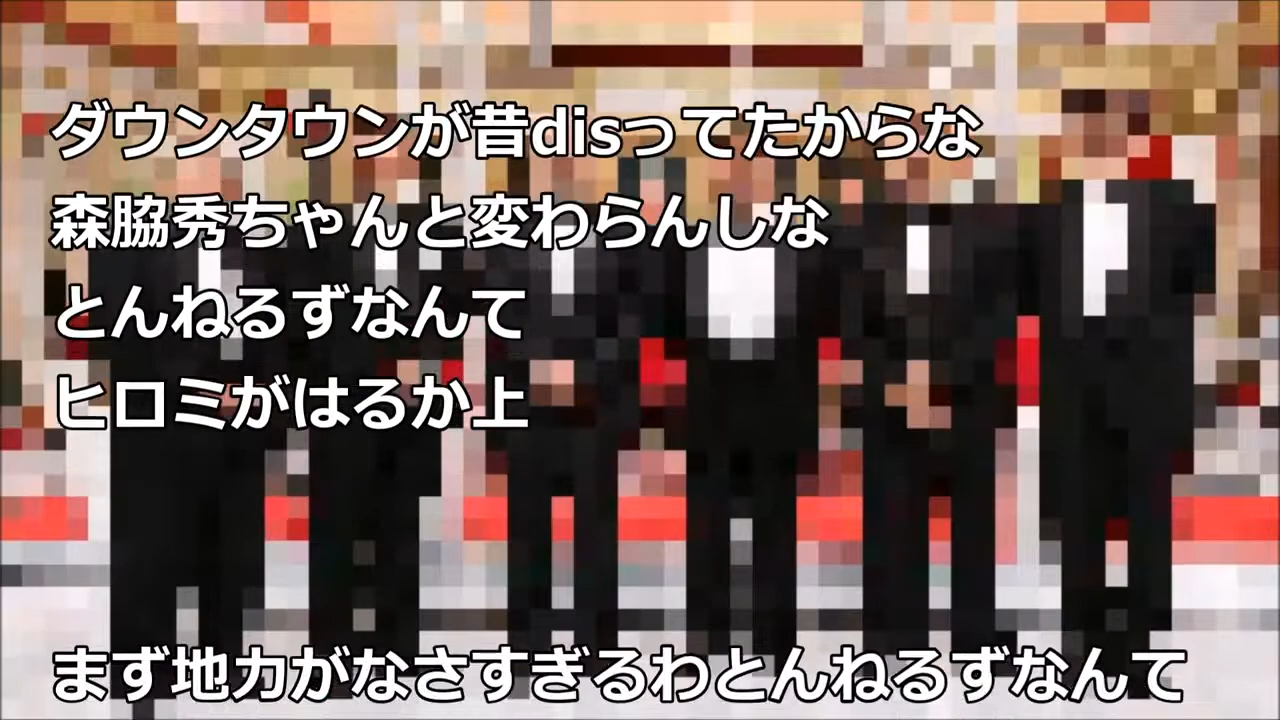 ダウンタウンが昔disってたからな
森脇秀ちゃんと変わらんしな
とんねるずなんて
ヒロミがはるか上
まず地力がなさすぎるわとんねるずなんて